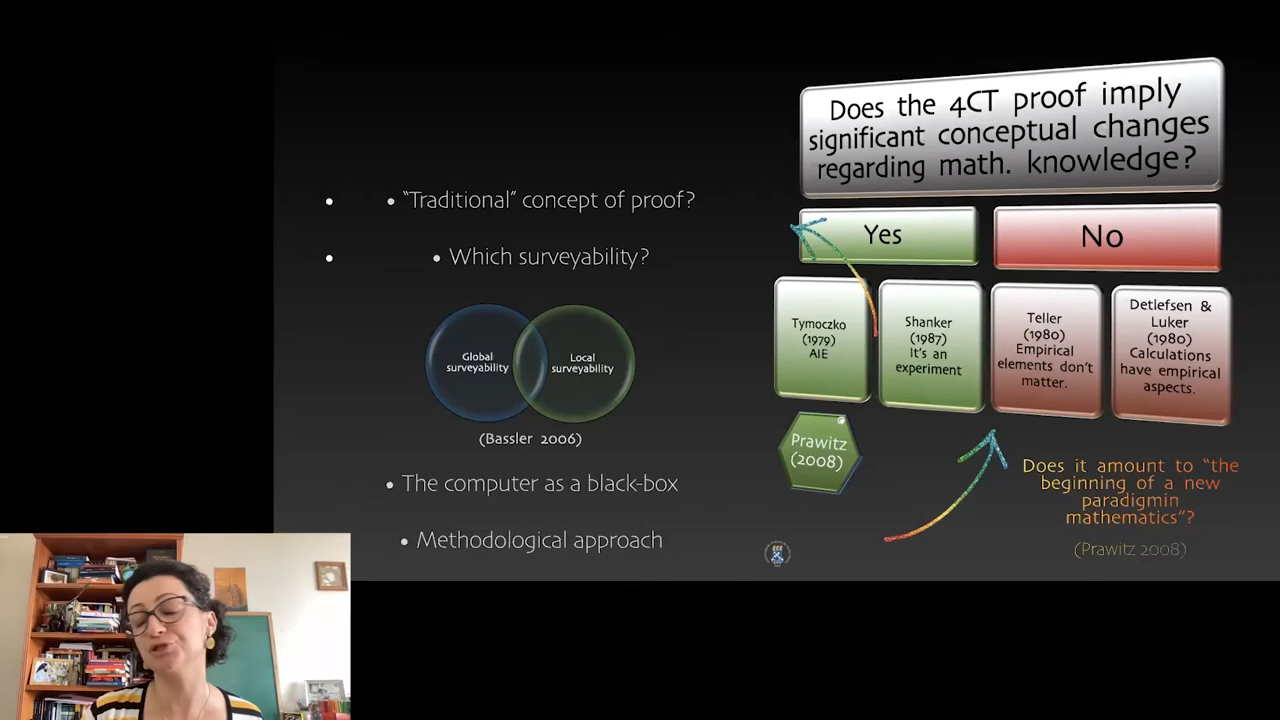 Does the 4CT proof imply
significant conceptual changes
regarding math. knowledge?
• "Traditional" concept of proof?
• Which surveyability?
Global
surveyability
Local
surveyability
(Bassler 2006)
• The computer as a black-box
• Methodological approach
Yes
No
Tymoczko
(1979)
AIE
Shanker
(1987)
It's an
experiment
Teller
(1980)
Empirical
elements don't
matter.
Detlefsen &
Luker
(1980)
Calculations
have empirical
aspects.
Prawitz
(2008)
Does it amount to "the
beginning of a new
paradigmin
mathematics"?
(Prawitz 2008)